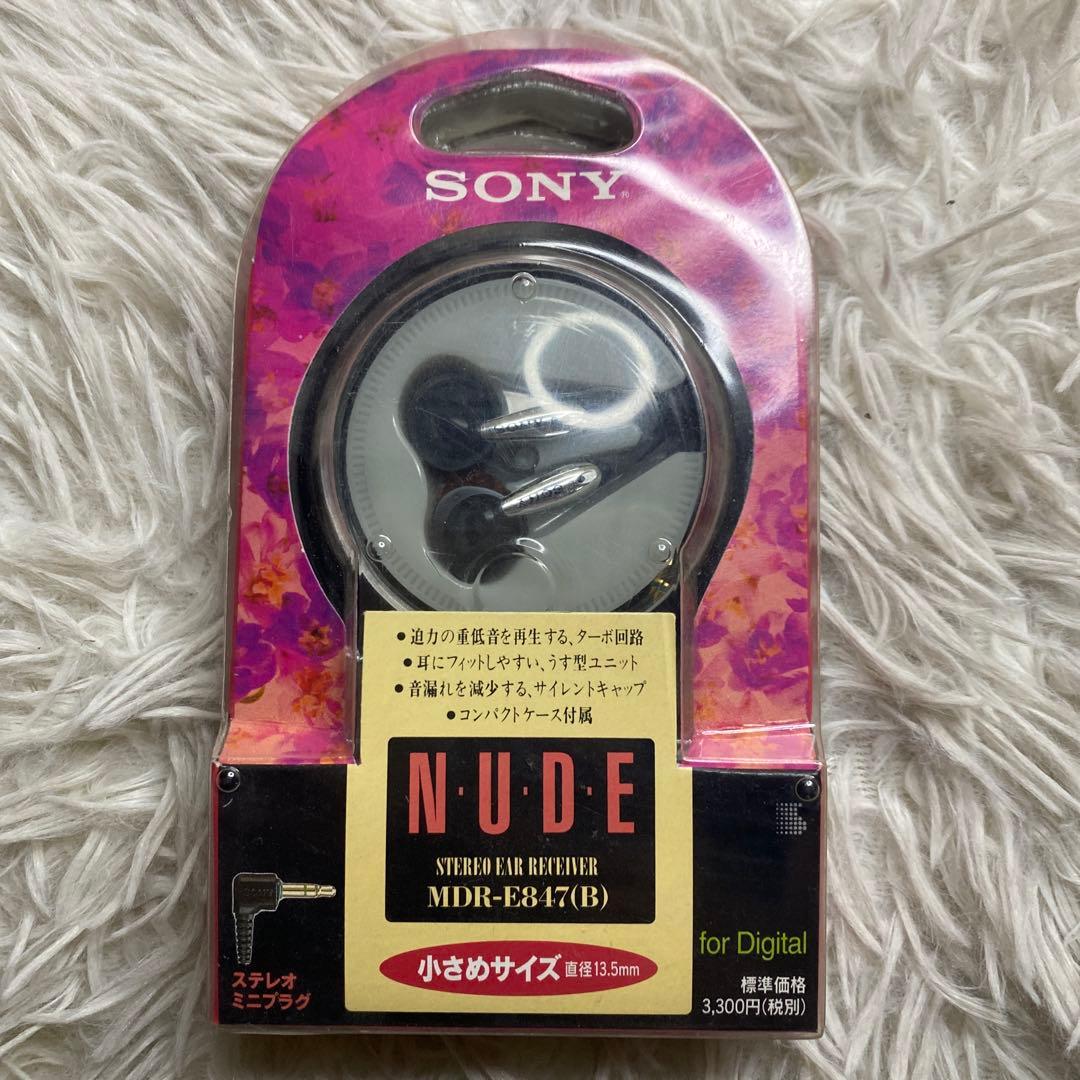 SONY®
SONY
SONY
• 迫力の重低音を再生する、ターボ回路
• 耳にフィットしやすい、うす型ユニット
• 音漏れを減少する、サイレントキャップ
• コンパクトケース付属
N·U·D·E
STEREO EAR RECEIVER
MDR-E847(B)
SONY
ステレオ
ミニプラグ
小さめサイズ 直径13.5mm
for Digital
標準価格
3,300円(税別)